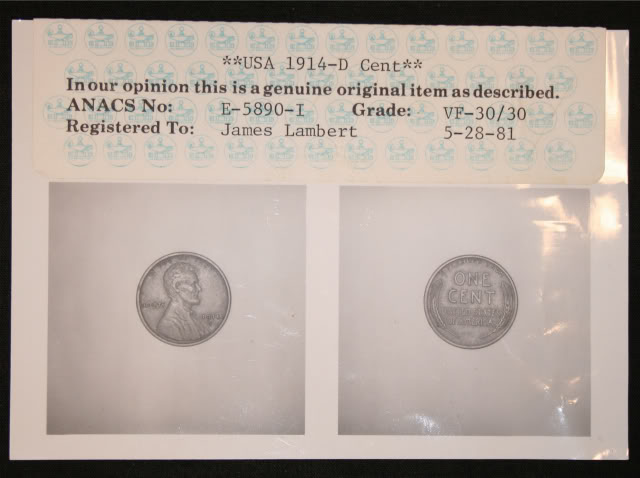 **USA 1914-D Cent**
In our opinion this is a genuine original item as described.
ANACS No: E-5890-I Grade: VF-30/30
Registered To: James Lambert 5-28-81
ONE
CENT